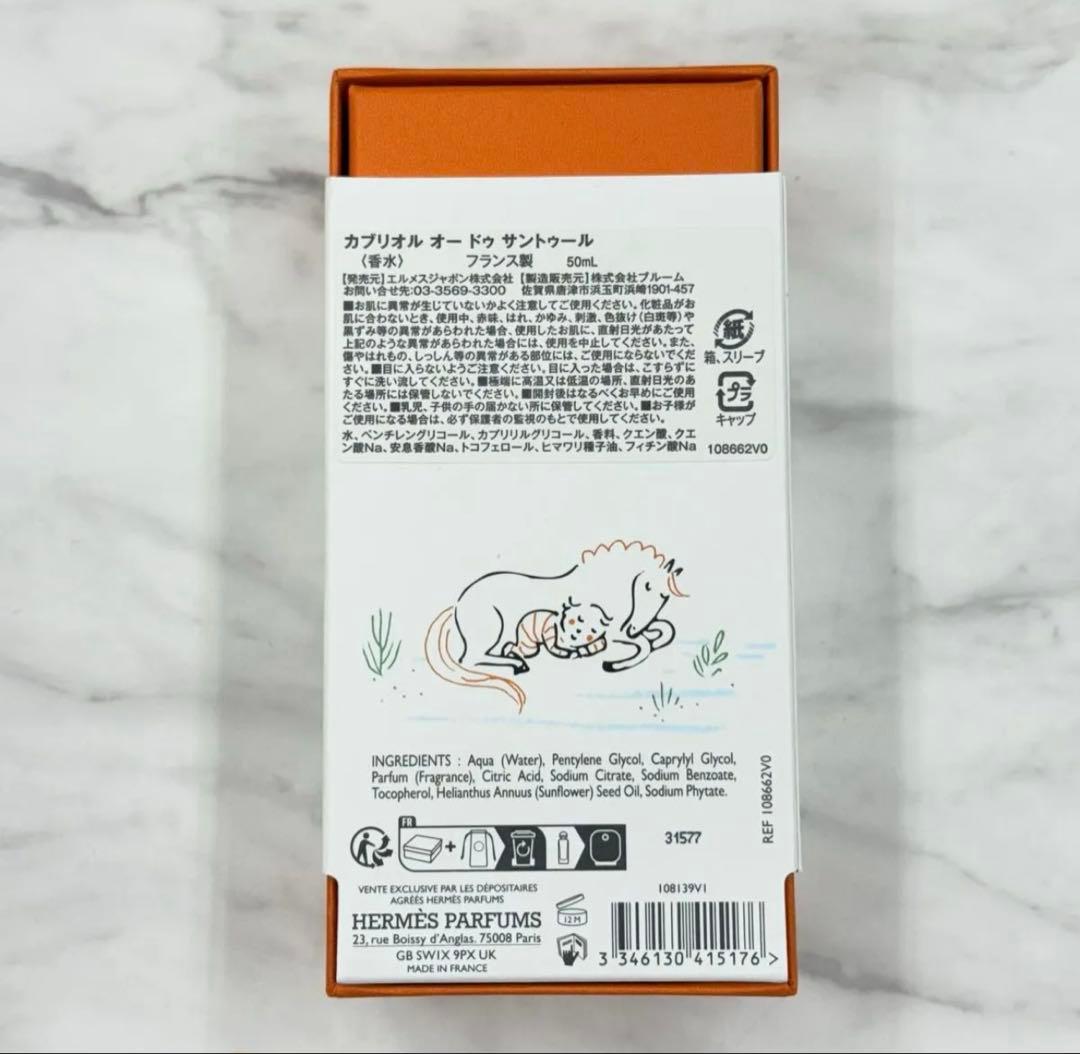 カブリオル オー ドゥ サントゥール
〈香水〉 フランス製 50mL
【発売元】エルメスジャポン株式会社 【製造販売元】株式会社ブルーム
お問い合せ先:03-3569-3300 佐賀県唐津市浜玉町浜崎1901-457
■お肌に異常が生じていないかよく注意してご使用ください。化粧品がお
肌に合わないとき、使用中、赤味、はれ、かゆみ、刺激、色抜け(白斑等)や
黒ずみ等の異常があらわれた場合、使用したお肌に、直射日光があたって
上記のような異常があらわれた場合には、使用を中止してください。また、
傷やはれもの、しっしん等の異常がある部位には、ご使用にならないでくだ
さい。■目に入らないようご注意ください。目に入った場合は、こすらずに
すぐに洗い流してください。■極端に高温又は低温の場所、直射日光のあ
たる場所には保管しないでください。■開封後はなるべくお早めにご使用
ください。■乳児、子供の手の届かない所に保管してください。■お子様が
ご使用になる場合は、必ず保護者の監視のもとで使用してください。
水、ペンチレングリコール、カプリリルグリコール、香料、クエン酸、クエ
ン酸Na、安息香酸Na、トコフェロール、ヒマワリ種子油、フィチン酸Na
紙
箱、スリーブ
プラ
キャップ
108662V0
INGREDIENTS : Aqua (Water), Pentylene Glycol, Caprylyl Glycol,
Parfum (Fragrance), Citric Acid, Sodium Citrate, Sodium Benzoate,
Tocopherol, Helianthus Annuus (Sunflower) Seed Oil, Sodium Phytate.
REF 108662V0
FR
+
31577
VENTE EXCLUSIVE PAR LES DÉPOSITAIRES
AGRÉÉS HERMÈS PARFUMS
HERMÈS PARFUMS
23, rue Boissy d'Anglas. 75008 Paris
GB SW1X 9PX UK
MADE IN FRANCE
12 M
108139V1
3 346130 415176 >